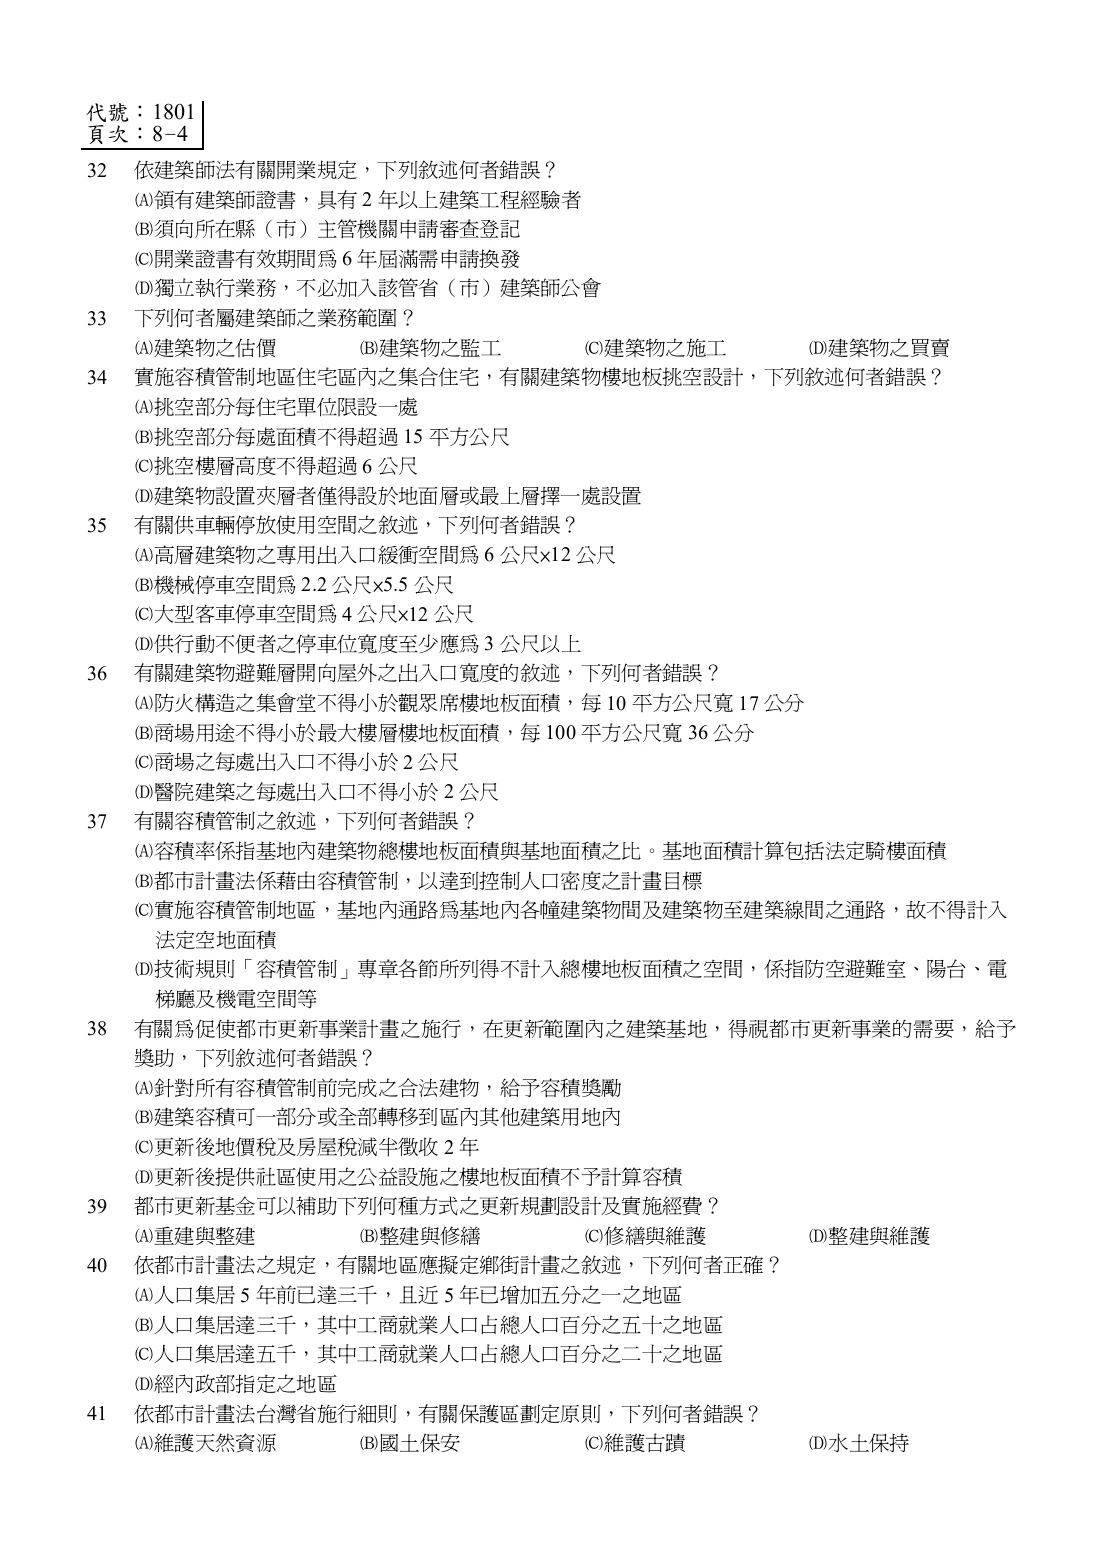 代號：1801
頁次：8－4
32 依建築師法有關開業規定，下列敘述何者錯誤？
(A)領有建築師證書，具有 2 年以上建築工程經驗者
(B)須向所在縣（市）主管機關申請審查登記
(C)開業證書有效期間為 6 年屆滿需申請換發
(D)獨立執行業務，不必加入該管省（市）建築師公會
33 下列何者屬建築師之業務範圍？
(A)建築物之估價 (B)建築物之監工 (C)建築物之施工 (D)建築物之買賣
34 實施容積管制地區住宅區內之集合住宅，有關建築物樓地板挑空設計，下列敘述何者錯誤？
(A)挑空部分每住宅單位限設一處
(B)挑空部分每處面積不得超過 15 平方公尺
(C)挑空樓層高度不得超過 6 公尺
(D)建築物設置夾層者僅得設於地面層或最上層擇一處設置
35 有關供車輛停放使用空間之敘述，下列何者錯誤？
(A)高層建築物之專用出入口緩衝空間為 6 公尺×12 公尺
(B)機械停車空間為 2.2 公尺×5.5 公尺
(C)大型客車停車空間為 4 公尺×12 公尺
(D)供行動不便者之停車位寬度至少應為 3 公尺以上
36 有關建築物避難層開向屋外之出入口寬度的敘述，下列何者錯誤？
(A)防火構造之集會堂不得小於觀眾席樓地板面積，每 10 平方公尺寬 17 公分
(B)商場用途不得小於最大樓層樓地板面積，每 100 平方公尺寬 36 公分
(C)商場之每處出入口不得小於 2 公尺
(D)醫院建築之每處出入口不得小於 2 公尺
37 有關容積管制之敘述，下列何者錯誤？
(A)容積率係指基地內建築物總樓地板面積與基地面積之比。基地面積計算包括法定騎樓面積
(B)都市計畫法係藉由容積管制，以達到控制人口密度之計畫目標
(C)實施容積管制地區，基地內通路為基地內各幢建築物間及建築物至建築線間之通路，故不得計入
法定空地面積
(D)技術規則「容積管制」專章各節所列得不計入總樓地板面積之空間，係指防空避難室、陽台、電
梯廳及機電空間等
38 有關為促使都市更新事業計畫之施行，在更新範圍內之建築基地，得視都市更新事業的需要，給予
獎助，下列敘述何者錯誤？
(A)針對所有容積管制前完成之合法建物，給予容積獎勵
(B)建築容積可一部分或全部轉移到區內其他建築用地內
(C)更新後地價稅及房屋稅減半徵收 2 年
(D)更新後提供社區使用之公益設施之樓地板面積不予計算容積
39 都市更新基金可以補助下列何種方式之更新規劃設計及實施經費？
(A)重建與整建 (B)整建與修繕 (C)修繕與維護 (D)整建與維護
40 依都市計畫法之規定，有關地區應擬定鄉街計畫之敘述，下列何者正確？
(A)人口集居 5 年前已達三千，且近 5 年已增加五分之一之地區
(B)人口集居達三千，其中工商就業人口占總人口百分之五十之地區
(C)人口集居達五千，其中工商就業人口占總人口百分之二十之地區
(D)經內政部指定之地區
41 依都市計畫法台灣省施行細則，有關保護區劃定原則，下列何者錯誤？
(A)維護天然資源 (B)國土保安 (C)維護古蹟 (D)水土保持